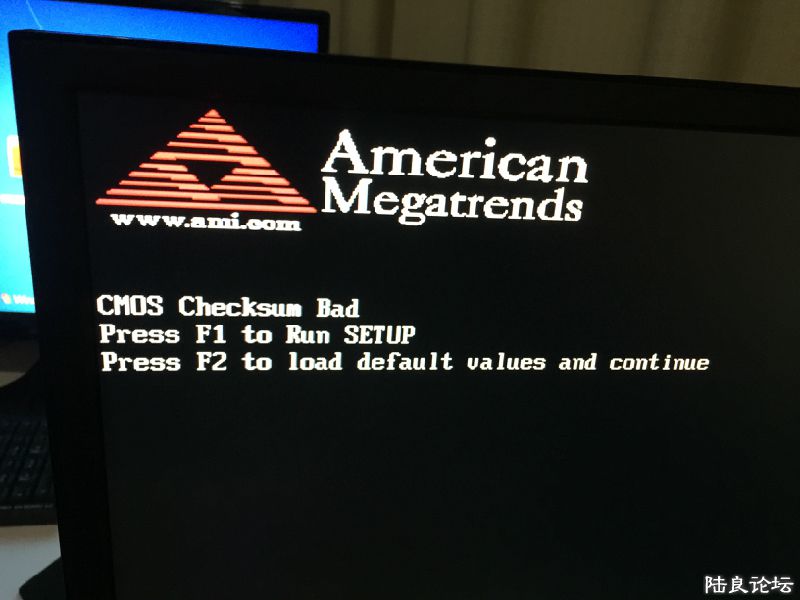 American
Megatrends
www.ami.com
CMOS Checksum Bad
Press F1 to Run SETUP
Press F2 to load default values and continue
陆良论坛